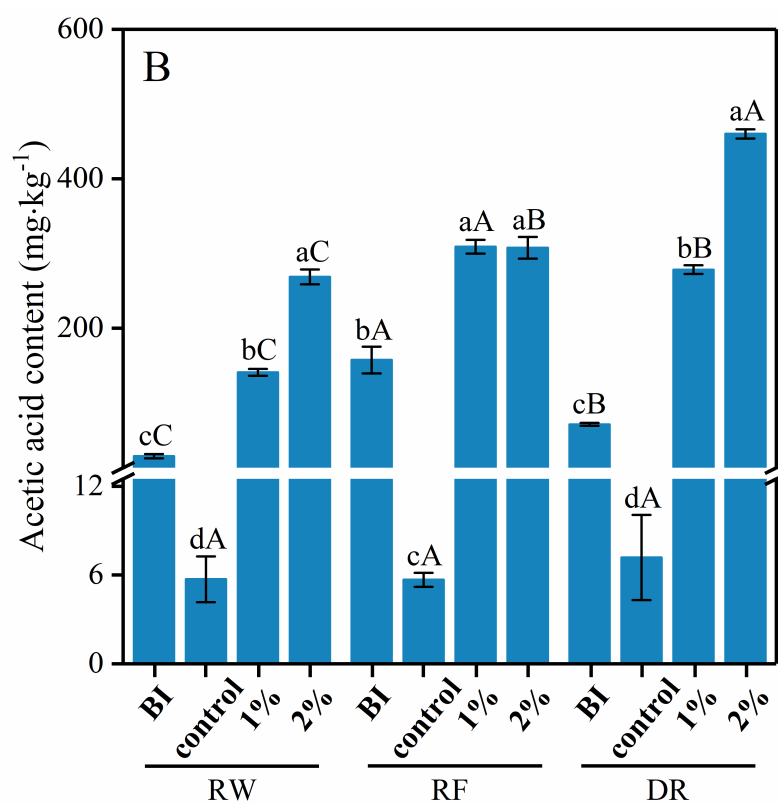 B
Acetic acid content (mg·kg⁻¹)
600
400
200
12
6
0
cC
dA
bC
aC
bA
cA
aA
aB
cB
dA
bB
aA
BI
control
1%
2%
BI
control
1%
2%
BI
control
1%
2%
RW
RF
DR